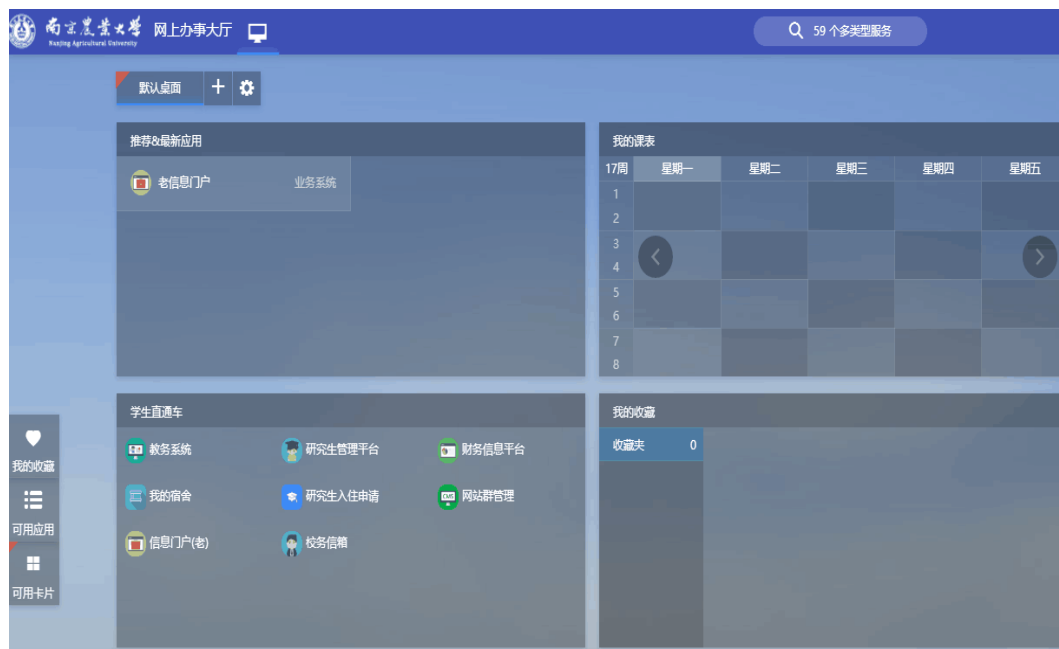 南京农业大学 网上办事大厅
Nanjing Agricultural University
59 个多类型服务
默认桌面
推荐&最新应用
老信息门户 业务系统
我的课表
17周 星期一 星期二 星期三 星期四 星期五
1
2
3
4
5
6
7
8
学生直通车
教务系统 研究生管理平台 财务信息平台
我的宿舍 研究生入住申请 网站群管理
信息门户(老) 校务信箱
我的收藏
收藏夹 0
我的收藏
可用应用
可用卡片